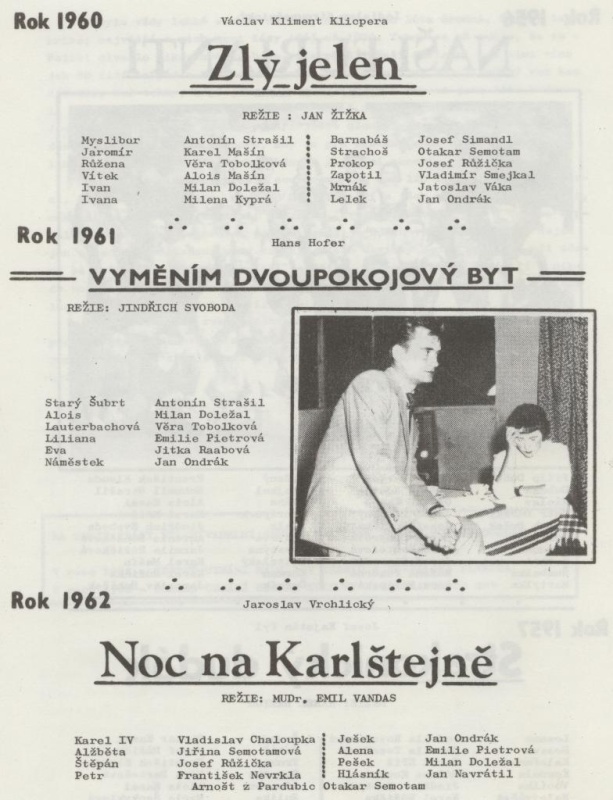 Rok 1960
Václav Kliment Klicpera
Zlý jelen
REŽIE : JAN ŽIŽKA
Myslibur Antonín Strašil
Jaromír Karel Mašín
Růžena Věra Tobolková
Vítek Alois Mašín
Ivan Milan Doležal
Ivana Milena Kyprá
Barnabáš Josef Simandl
Strachoš Otakar Semotam
Prokop Josef Růžička
Zapotil Vladimír Smejkal
Mrnák Jatoslav Váka
Lelek Jan Ondrák
Rok 1961
Hans Hofer
VYMĚNÍM DVOUPOKOJOVÝ BYT
REŽIE: JINDŘICH SVOBODA
Starý Šubrt Antonín Strašil
Alois Milan Doležal
Lauterbachová Věra Tobolková
Liliana Emilie Pietrová
Eva Jitka Raabová
Náměstek Jan Ondrák
Rok 1962
Jaroslav Vrchlický
Noc na Karlštejně
REŽIE: MUDr. EMIL VANDAS
Karel IV Vladislav Chaloupka
Alžběta Jiřina Semotamová
Štěpán Josef Růžička
Petr František Nevrkla
Ješek Jan Ondrák
Alena Emilie Pietrová
Pešek Milan Doležal
Hlásník Jan Navrátil
Arnošt z Pardubic Otakar Semotam